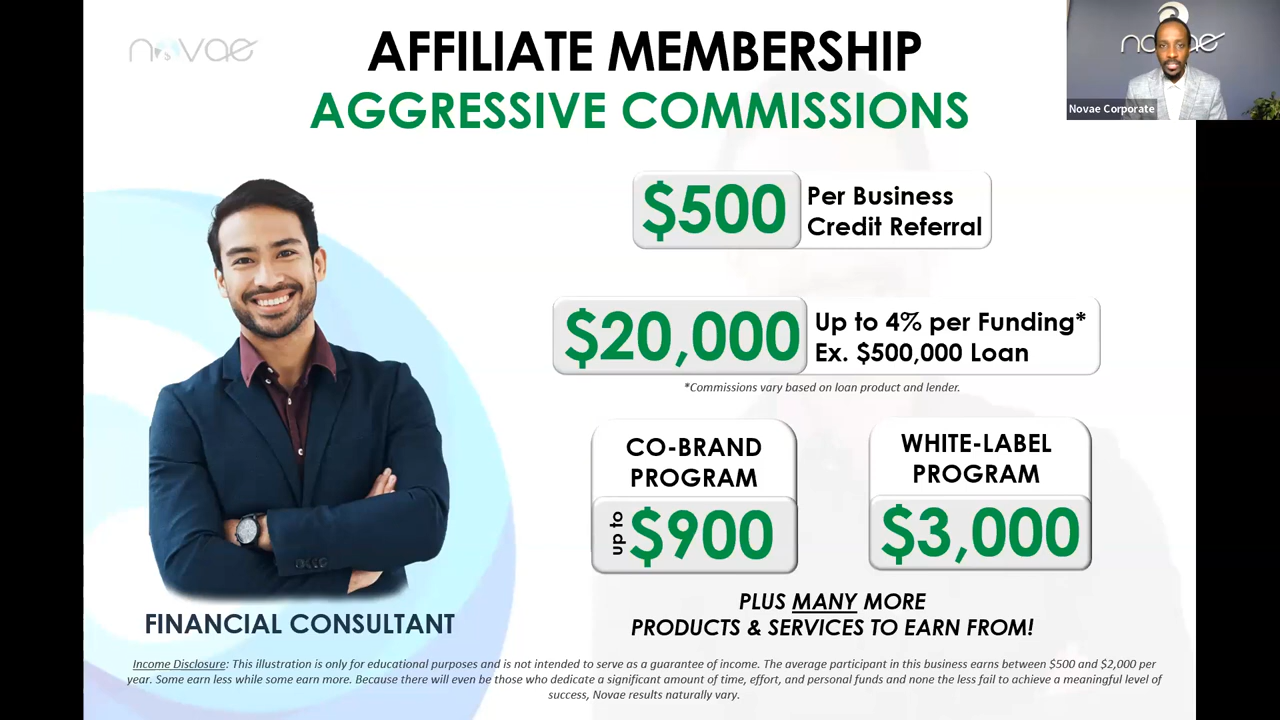 novae
AFFILIATE MEMBERSHIP
AGGRESSIVE COMMISSIONS
novae
Novae Corporate
$500
Per Business
Credit Referral
$20,000
Up to 4% per Funding*
Ex. $500,000 Loan
*Commissions vary based on loan product and lender.
CO-BRAND
PROGRAM
up to
$900
WHITE-LABEL
PROGRAM
$3,000
FINANCIAL CONSULTANT
PLUS MANY MORE
PRODUCTS & SERVICES TO EARN FROM!
Income Disclosure: This illustration is only for educational purposes and is not intended to serve as a guarantee of income. The average participant in this business earns between $500 and $2,000 per
year. Some earn less while some earn more. Because there will even be those who dedicate a significant amount of time, effort, and personal funds and none the less fail to achieve a meaningful level of
success, Novae results naturally vary.